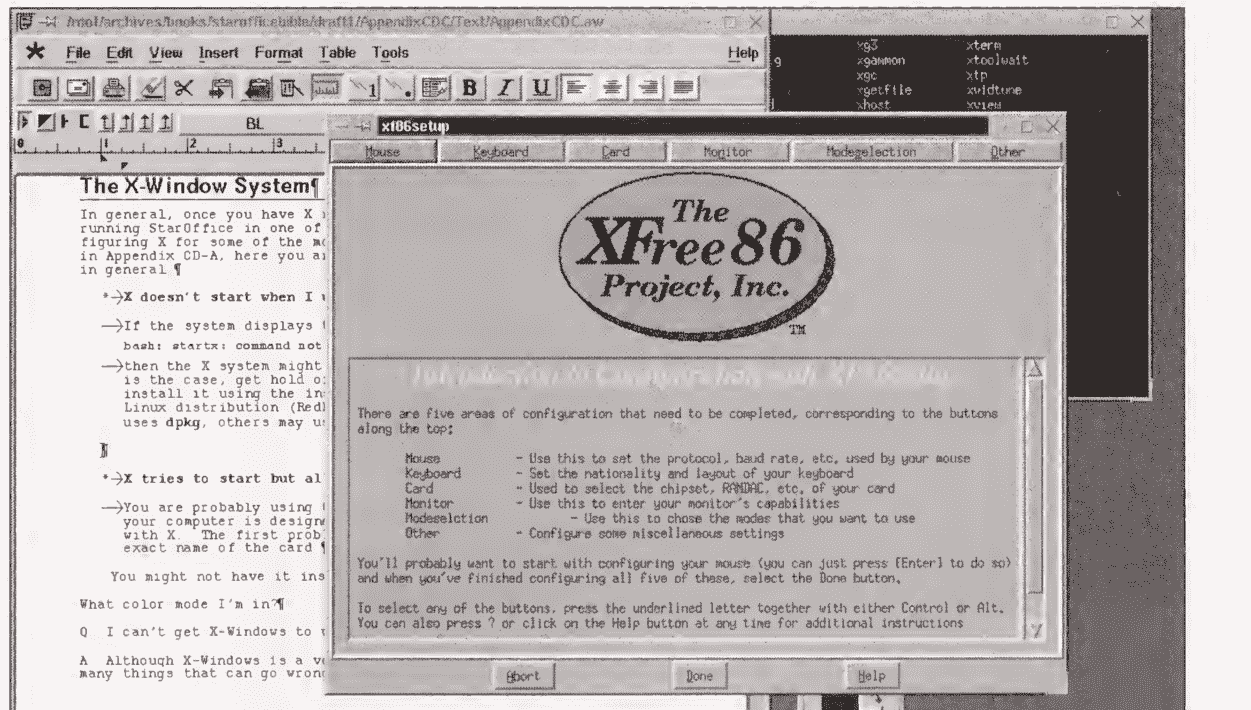 /root/archives/books/starofficebible/draft1/AppendixCDC/Text/AppendixCDC.aw
File Edit View Insert Format Table Tools Help
B I U
BL
0 1 2 3
The X-Window System¶
In general, once you have X
running StarOffice in one of
figuring X for some of the
in Appendix CD-A, here you
in general ¶
X doesn't start when I
If the system displays
bash: startx: command not
then the X system might
is the case, get hold
install it using the
Linux distribution
uses dpkg, others may
¶
X tries to start but
You are probably using
your computer is
with X. The first
exact name of the card
You might not have it
What color mode I'm in?¶
Q I can't get X-Windows to
A Although X-Windows is a
many things that can go
xg3 xterm
xgammon xtoolwait
xgc xtp
xgetfile xvidtune
xhost xview
xf86setup
Mouse Keyboard Card Monitor Modeselection Other
The
XFree86
Project, Inc.
TM
There are five areas of configuration that need to be completed, corresponding to the buttons
along the top:
Mouse - Use this to set the protocol, baud rate, etc. used by your mouse
Keyboard - Set the nationality and layout of your keyboard
Card - Used to select the chipset, RAMDAC, etc. of your card
Monitor - Use this to enter your monitor's capabilities
Modeselction - Use this to chose the modes that you want to use
Other - Configure some miscellaneous settings
You'll probably want to start with configuring your mouse (you can just press [Enter] to do so)
and when you've finished configuring all five of these, select the Done button.
To select any of the buttons, press the underlined letter together with either Control or Alt.
You can also press ? or click on the Help button at any time for additional instructions
Abort Done Help